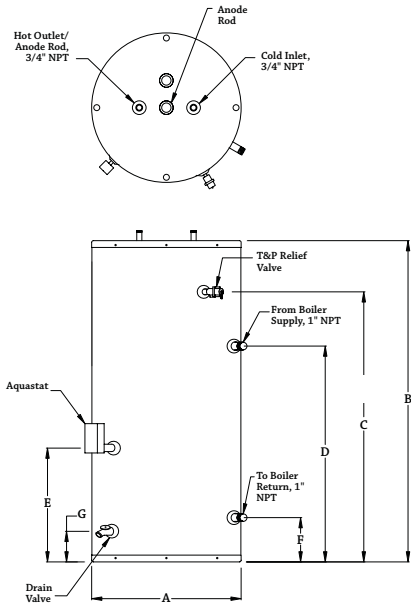 Anode
Rod
Hot Outlet/
Anode Rod,
3/4" NPT
Cold Inlet,
3/4" NPT
T&P Relief
Valve
From Boiler
Supply, 1" NPT
Aquastat
B
C
D
E
G
To Boiler
Return, 1"
NPT
F
Drain
Valve
A